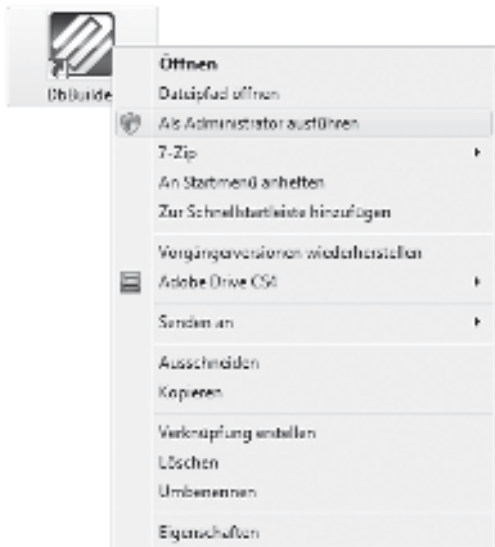 DbBuilde
Öffnen
Dateipfad öffnen
Als Administrator ausführen
7-Zip
An Startmenü anheften
Zur Schnellstartleiste hinzufügen
Vorgängerversionen wiederherstellen
Adobe Drive CS4
Senden an
Ausschneiden
Kopieren
Verknüpfung erstellen
Löschen
Umbenennen
Eigenschaften